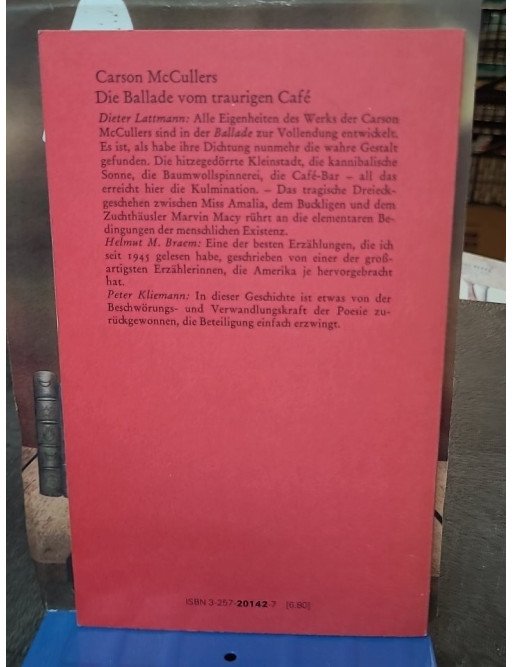 Carson McCullers
Die Ballade vom traurigen Café
Dieter Lattmann: Alle Eigenheiten des Werks der Carson
McCullers sind in der Ballade zur Vollendung entwickelt.
Es ist, als habe ihre Dichtung nunmehr die wahre Gestalt
gefunden. Die hitzegedörrte Kleinstadt, die kannibalische
Sonne, die Baumwollspinnerei, die Café-Bar – all das
erreicht hier die Kulmination. – Das tragische Dreieck-
geschehen zwischen Miss Amalia, dem Buckligen und dem
Zuchthäusler Marvin Macy rührt an die elementaren Be-
dingungen der menschlichen Existenz.
Helmut M. Braem: Eine der besten Erzählungen, die ich
seit 1945 gelesen habe, geschrieben von einer der groß-
artigsten Erzählerinnen, die Amerika je hervorgebracht
hat.
Peter Kliemann: In dieser Geschichte ist etwas von der
Beschwörungs- und Verwandlungskraft der Poesie zu-
rückgewonnen, die Beteiligung einfach erzwingt.
ISBN 3-257-20142-7 [6.80]